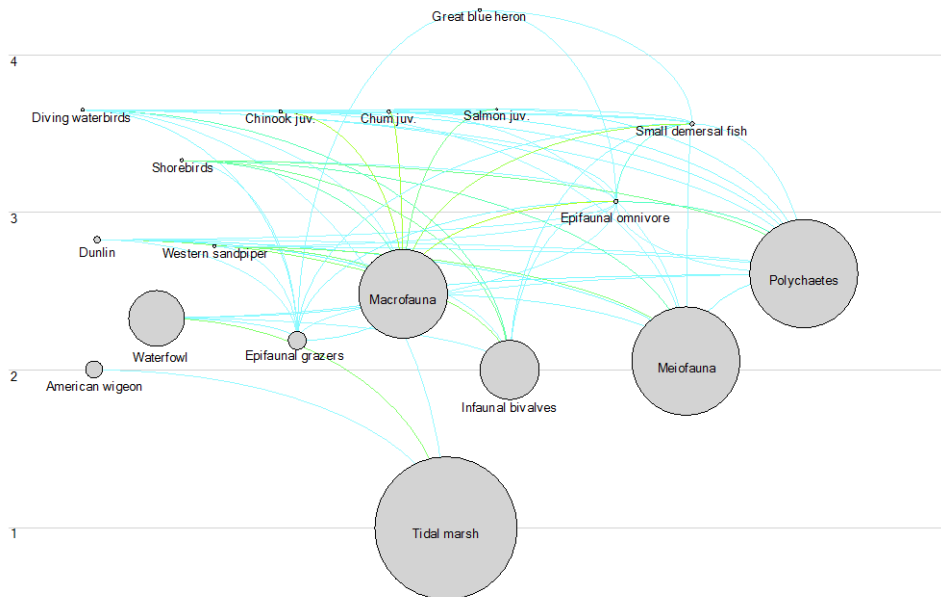 Great blue heron
4
Diving waterbirds
Chinook juv.
Chum juv.
Salmon juv.
Small demersal fish
Shorebirds
3
Epifaunal omnivore
Dunlin
Western sandpiper
Polychaetes
Macrofauna
Waterfowl
Epifaunal grazers
Meiofauna
2
American wigeon
Infaunal bivalves
1
Tidal marsh